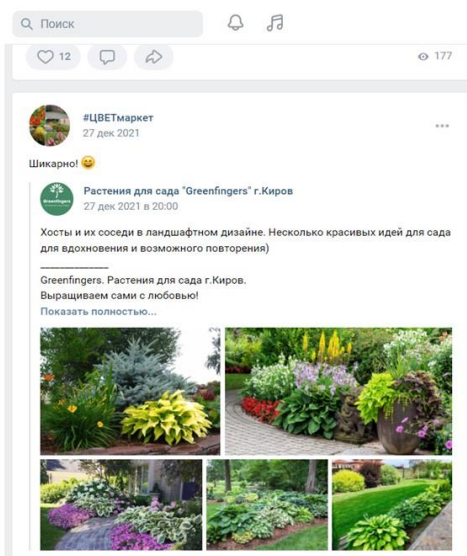 Поиск
12
177
#ЦВЕТмаркет
27 дек 2021
Шикарно!
Greenfingers
Растения для сада "Greenfingers" г.Киров
27 дек 2021 в 20:00
Хосты и их соседи в ландшафтном дизайне. Несколько красивых идей для сада
для вдохновения и возможного повторения)
______________
Greenfingers. Растения для сада г.Киров.
Выращиваем сами с любовью!
Показать полностью...